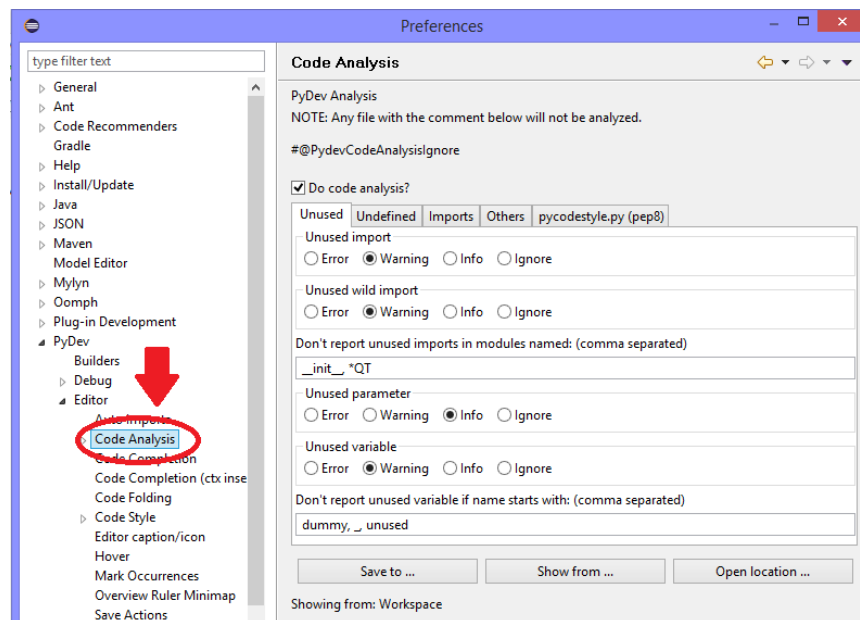 Preferences
type filter text
General
Ant
Code Recommenders
Gradle
Help
Install/Update
Java
JSON
Maven
Model Editor
Mylyn
Oomph
Plug-in Development
PyDev
Builders
Debug
Editor
Auto Imports
Code Analysis
Code Completion
Code Completion (ctx inse
Code Folding
Code Style
Editor caption/icon
Hover
Mark Occurrences
Overview Ruler Minimap
Save Actions
Code Analysis
PyDev Analysis
NOTE: Any file with the comment below will not be analyzed.
#@PydevCodeAnalysisIgnore
Do code analysis?
Unused Undefined Imports Others pycodestyle.py (pep8)
Unused import
Error Warning Info Ignore
Unused wild import
Error Warning Info Ignore
Don't report unused imports in modules named: (comma separated)
__init__, *QT
Unused parameter
Error Warning Info Ignore
Unused variable
Error Warning Info Ignore
Don't report unused variable if name starts with: (comma separated)
dummy, _, unused
Save to ... Show from ... Open location ...
Showing from: Workspace